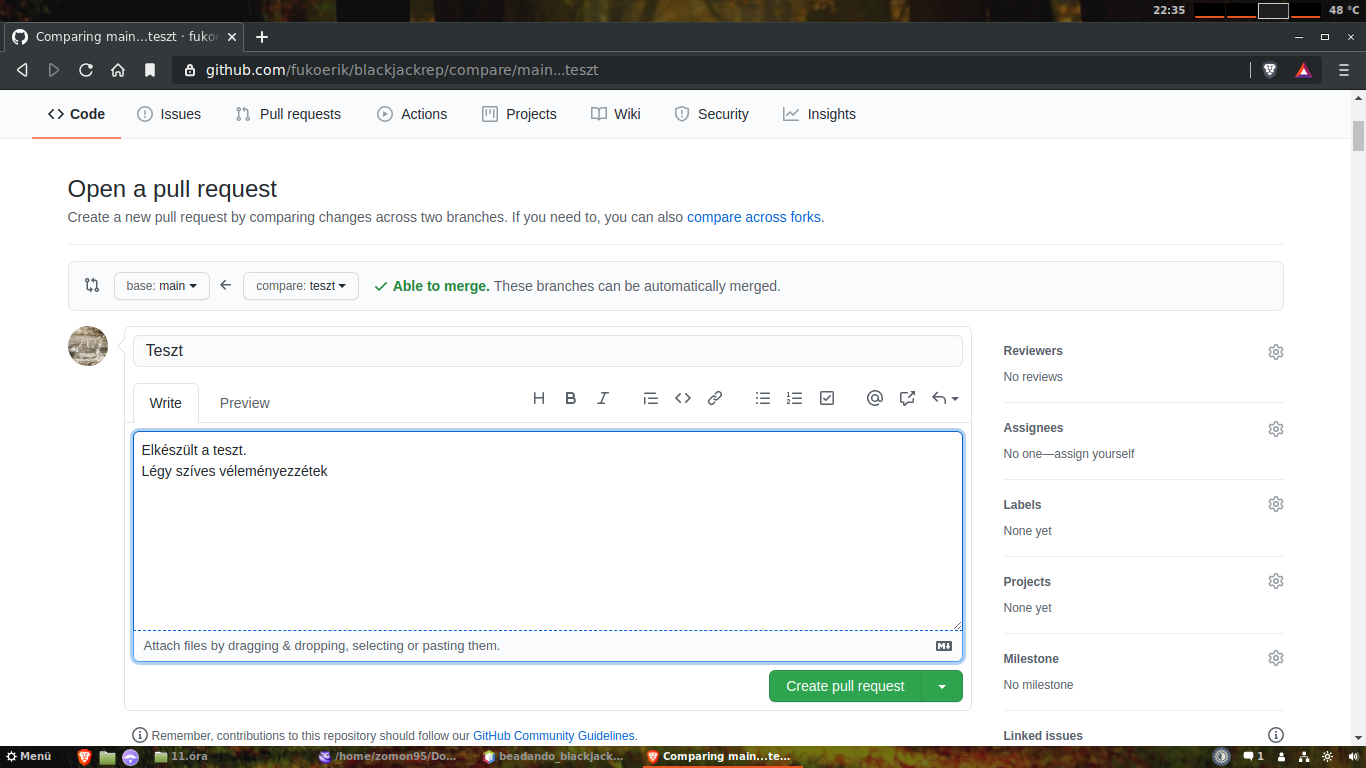 22:35 48 °C
Comparing main...teszt · fuko
github.com/fukoerik/blackjackrep/compare/main...teszt
Code Issues Pull requests Actions Projects Wiki Security Insights
Open a pull request
Create a new pull request by comparing changes across two branches. If you need to, you can also compare across forks.
base: main compare: teszt Able to merge. These branches can be automatically merged.
Teszt
Write Preview
Elkészült a teszt.
Légy szíves véleményezzétek
Attach files by dragging & dropping, selecting or pasting them.
Create pull request
Remember, contributions to this repository should follow our GitHub Community Guidelines.
Reviewers
No reviews
Assignees
No one—assign yourself
Labels
None yet
Projects
None yet
Milestone
No milestone
Linked issues
Menü 11.óra /home/zomon95/Do... beadando_blackjack... Comparing main...te... 1